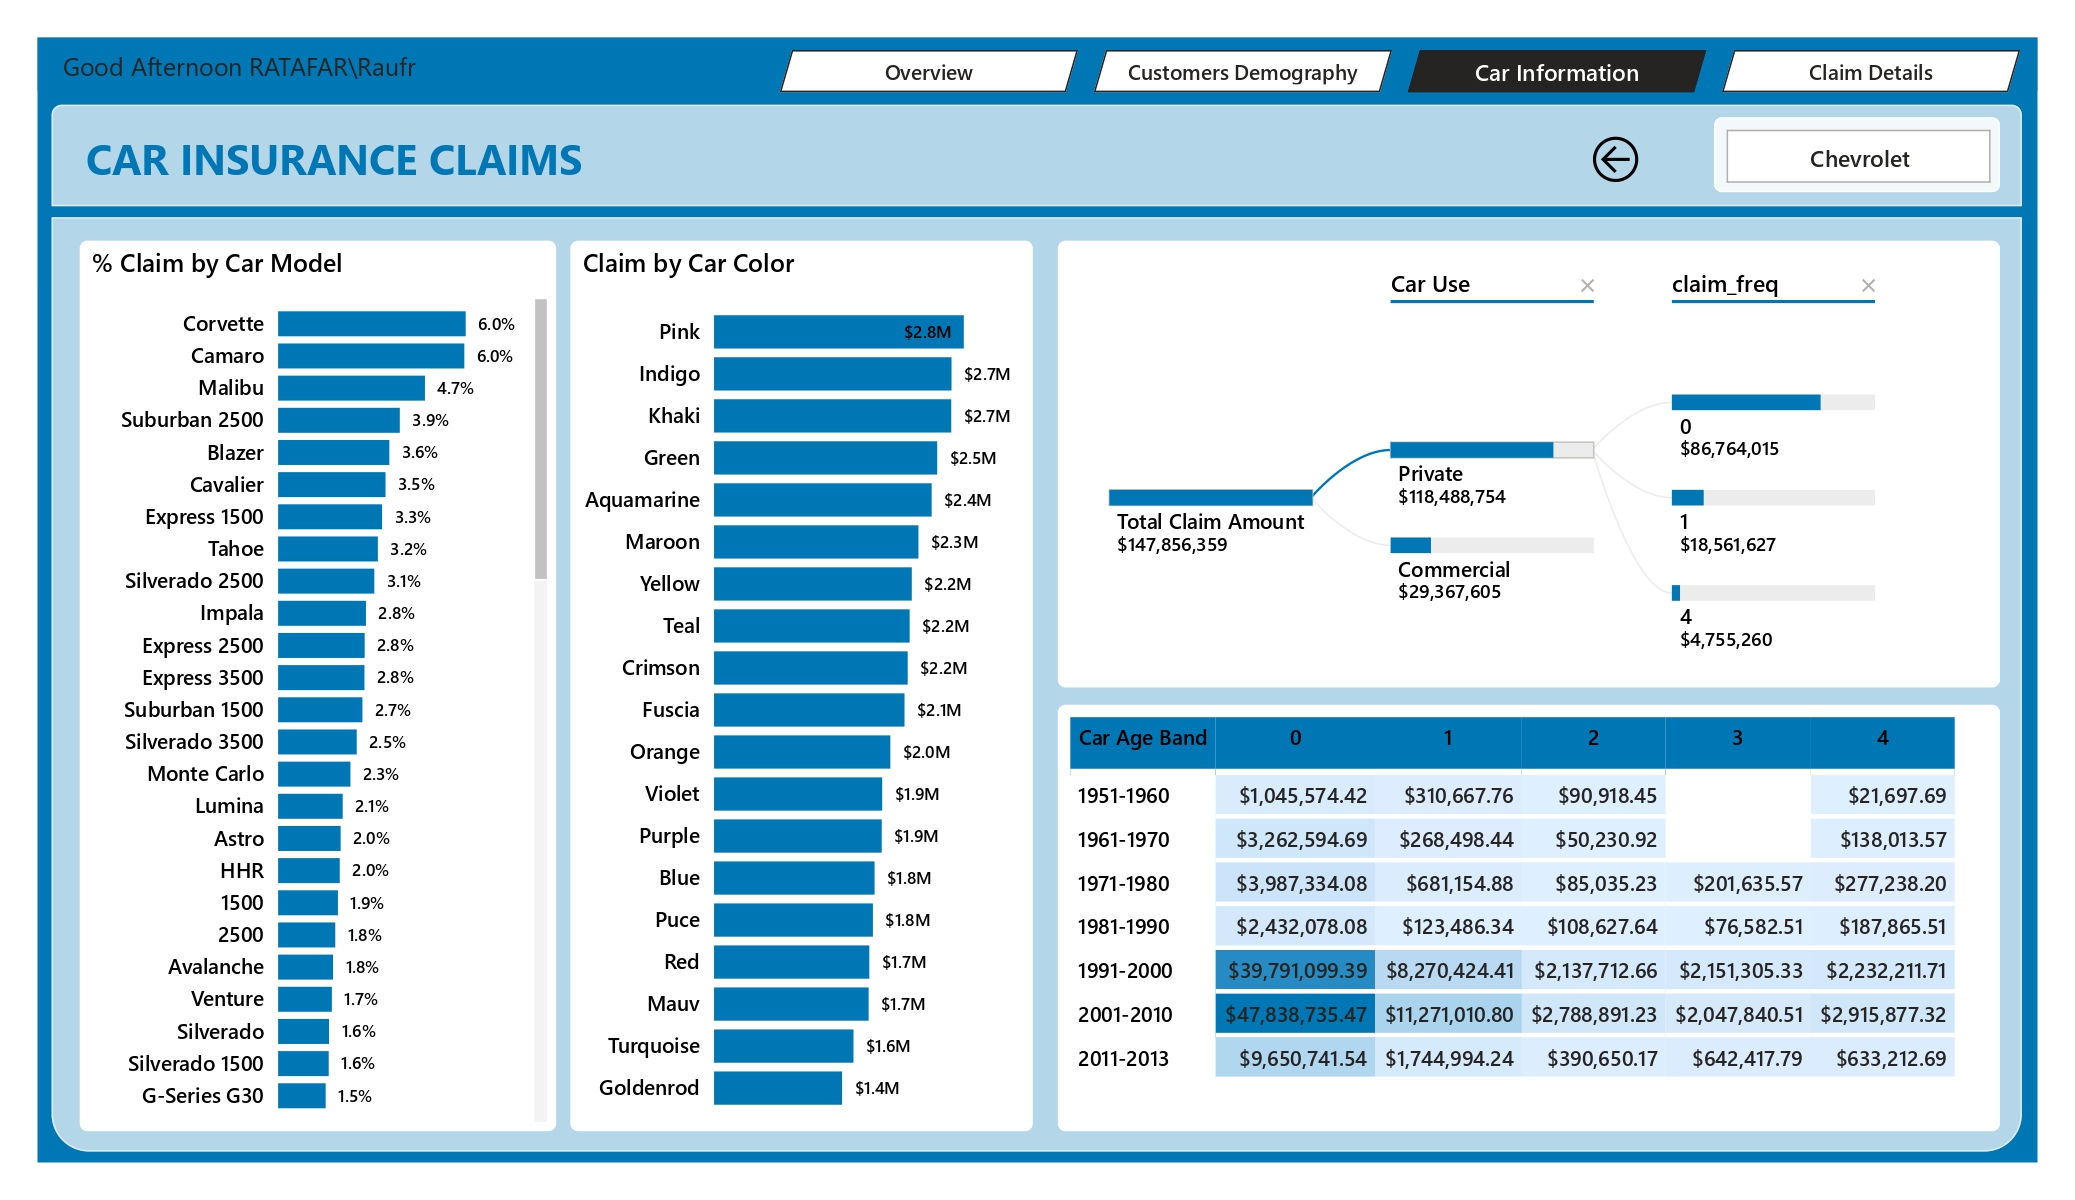 Good Afternoon RATAFAR\Raufr
Overview
Customers Demography
Car Information
Claim Details
CAR INSURANCE CLAIMS
Chevrolet
% Claim by Car Model
Corvette 6.0%
Camaro 6.0%
Malibu 4.7%
Suburban 2500 3.9%
Blazer 3.6%
Cavalier 3.5%
Express 1500 3.3%
Tahoe 3.2%
Silverado 2500 3.1%
Impala 2.8%
Express 2500 2.8%
Express 3500 2.8%
Suburban 1500 2.7%
Silverado 3500 2.5%
Monte Carlo 2.3%
Lumina 2.1%
Astro 2.0%
HHR 2.0%
1500 1.9%
2500 1.8%
Avalanche 1.8%
Venture 1.7%
Silverado 1.6%
Silverado 1500 1.6%
G-Series G30 1.5%
Claim by Car Color
Pink $2.8M
Indigo $2.7M
Khaki $2.7M
Green $2.5M
Aquamarine $2.4M
Maroon $2.3M
Yellow $2.2M
Teal $2.2M
Crimson $2.2M
Fuscia $2.1M
Orange $2.0M
Violet $1.9M
Purple $1.9M
Blue $1.8M
Puce $1.8M
Red $1.7M
Mauv $1.7M
Turquoise $1.6M
Goldenrod $1.4M
Car Use
claim_freq
Total Claim Amount
$147,856,359
Private
$118,488,754
Commercial
$29,367,605
0
$86,764,015
1
$18,561,627
4
$4,755,260
Car Age Band 0 1 2 3 4
1951-1960 $1,045,574.42 $310,667.76 $90,918.45 $21,697.69
1961-1970 $3,262,594.69 $268,498.44 $50,230.92 $138,013.57
1971-1980 $3,987,334.08 $681,154.88 $85,035.23 $201,635.57 $277,238.20
1981-1990 $2,432,078.08 $123,486.34 $108,627.64 $76,582.51 $187,865.51
1991-2000 $39,791,099.39 $8,270,424.41 $2,137,712.66 $2,151,305.33 $2,232,211.71
2001-2010 $47,838,735.47 $11,271,010.80 $2,788,891.23 $2,047,840.51 $2,915,877.32
2011-2013 $9,650,741.54 $1,744,994.24 $390,650.17 $642,417.79 $633,212.69